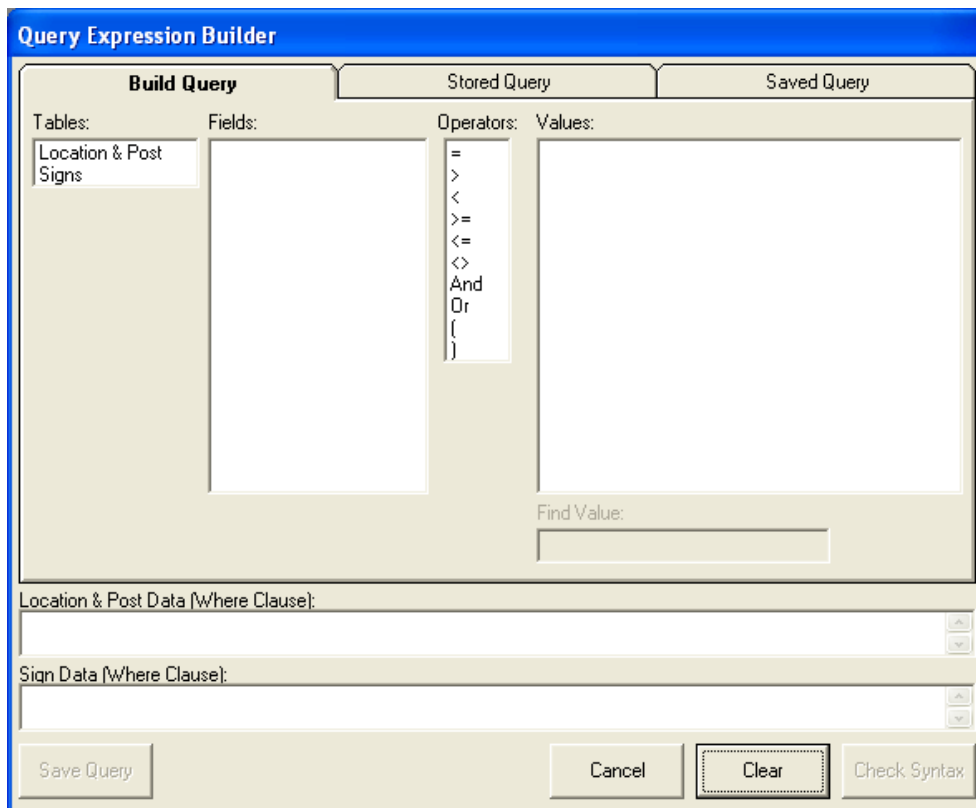 Query Expression Builder
Build Query
Stored Query
Saved Query
Tables:
Fields:
Operators:
Values:
Location & Post
Signs
=
>
<
>=
<=
<>
And
Or
(
)
Find Value:
Location & Post Data (Where Clause):
Sign Data (Where Clause):
Save Query
Cancel
Clear
Check Syntax